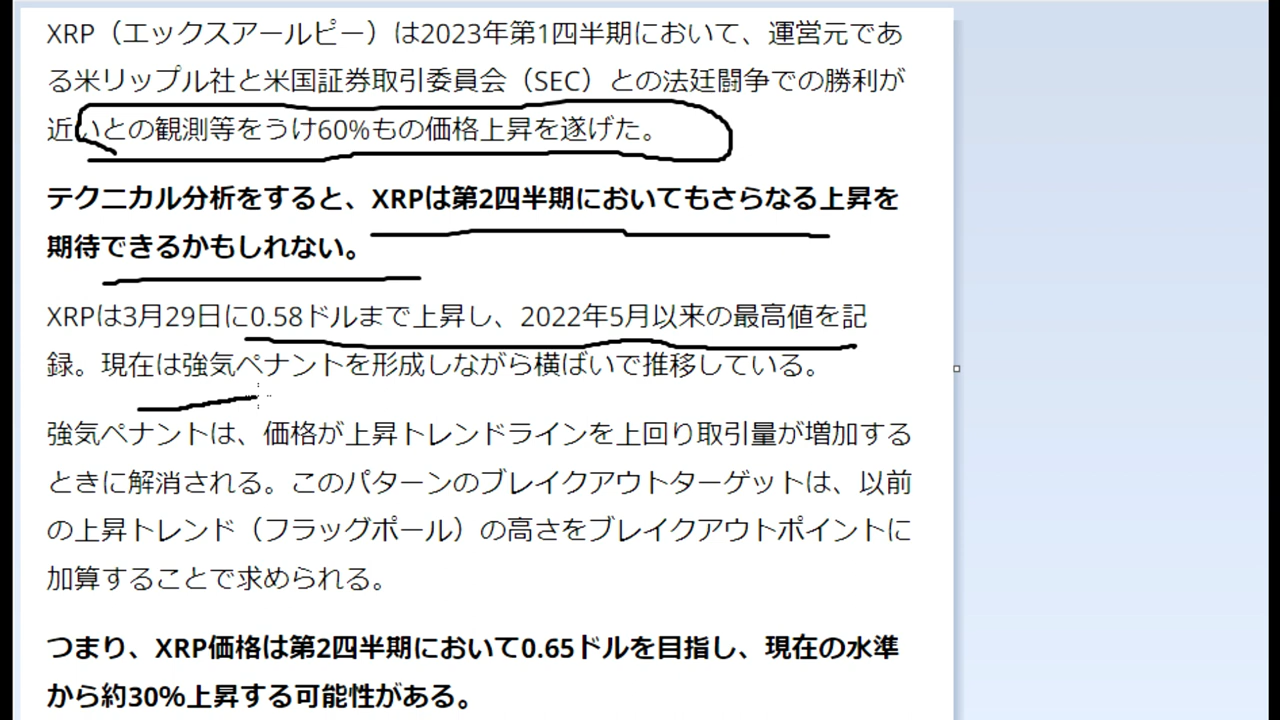 XRP（エックスアールピー）は2023年第1四半期において、運営元であ
る米リップル社と米国証券取引委員会（SEC）との法廷闘争での勝利が
近いとの観測等をうけ60%もの価格上昇を遂げた。
テクニカル分析をすると、XRPは第2四半期においてもさらなる上昇を
期待できるかもしれない。
XRPは3月29日に0.58ドルまで上昇し、2022年5月以来の最高値を記
録。現在は強気ペナントを形成しながら横ばいで推移している。
強気ペナントは、価格が上昇トレンドラインを上回り取引量が増加する
ときに解消される。このパターンのブレイクアウトターゲットは、以前
の上昇トレンド（フラッグポール）の高さをブレイクアウトポイントに
加算することで求められる。
つまり、XRP価格は第2四半期において0.65ドルを目指し、現在の水準
から約30%上昇する可能性がある。